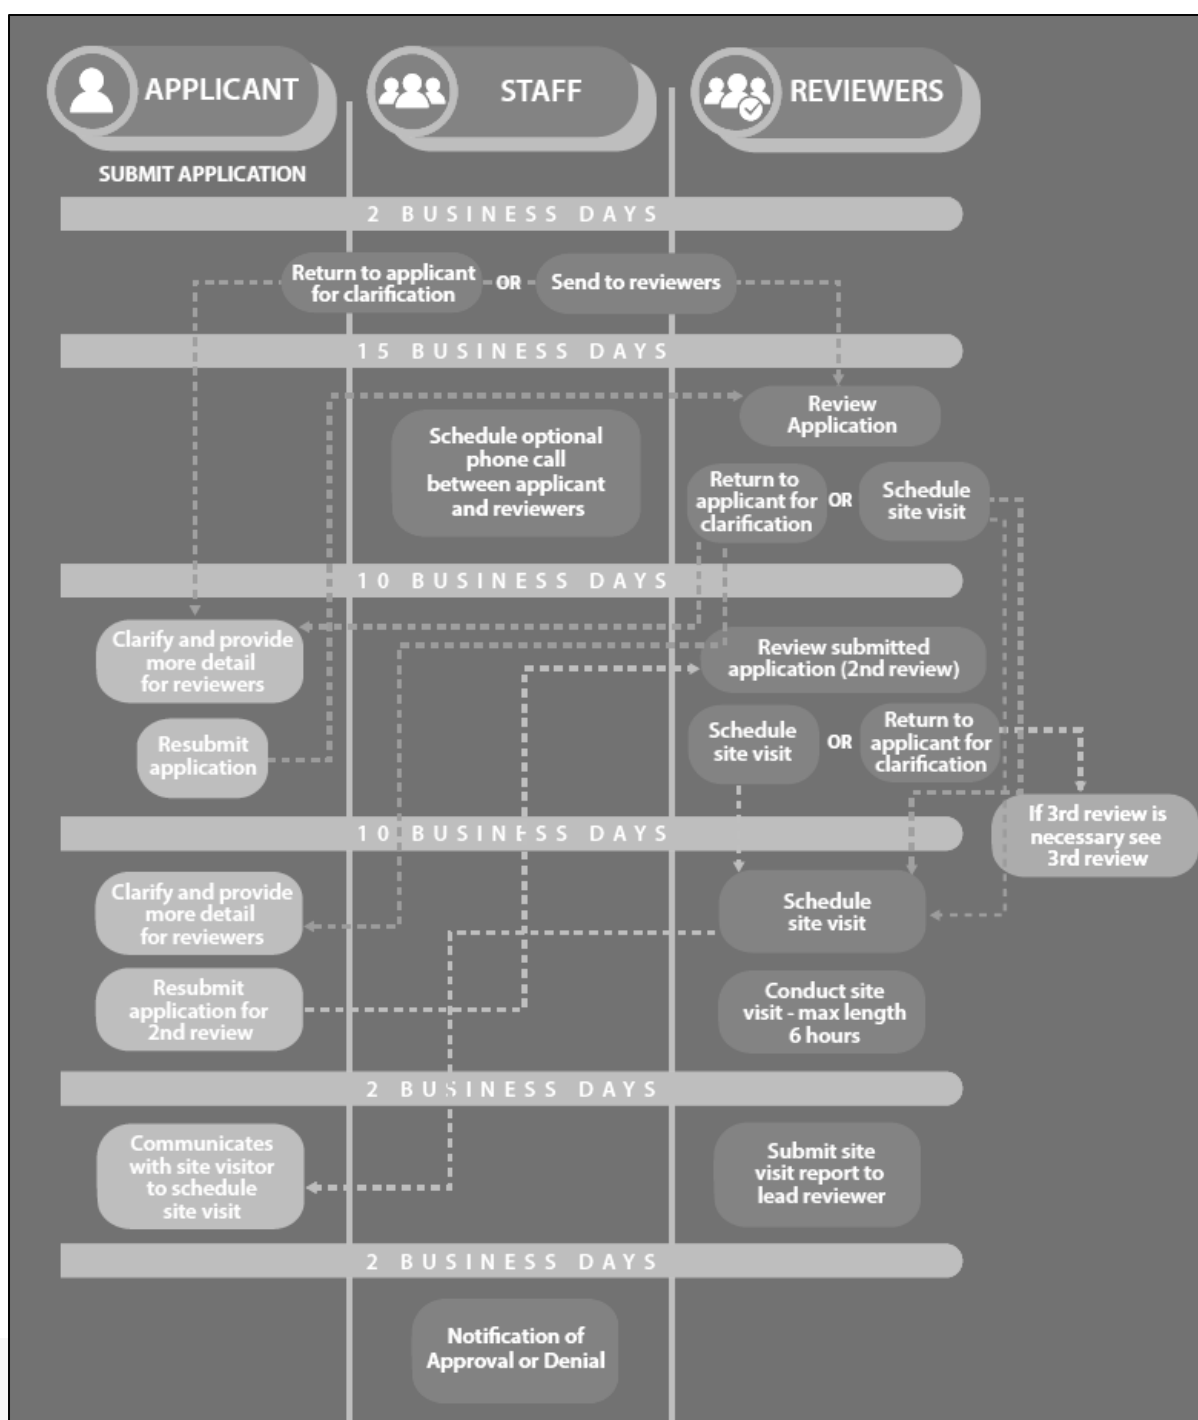 APPLICANT
STAFF
REVIEWERS
SUBMIT APPLICATION
2 BUSINESS DAYS
Return to applicant
for clarification
OR
Send to reviewers
15 BUSINESS DAYS
Review
Application
Schedule optional
phone call
between applicant
and reviewers
Return to
applicant for
clarification
OR
Schedule
site visit
10 BUSINESS DAYS
Clarify and provide
more detail
for reviewers
Review submitted
application (2nd review)
Resubmit
application
Schedule
site visit
OR
Return to
applicant for
clarification
If 3rd review is
necessary see
3rd review
10 BUSINESS DAYS
Clarify and provide
more detail
for reviewers
Schedule
site visit
Resubmit
application for
2nd review
Conduct site
visit - max length
6 hours
2 BUSINESS DAYS
Communicates
with site visitor
to schedule
site visit
Submit site
visit report to
lead reviewer
2 BUSINESS DAYS
Notification of
Approval or Denial